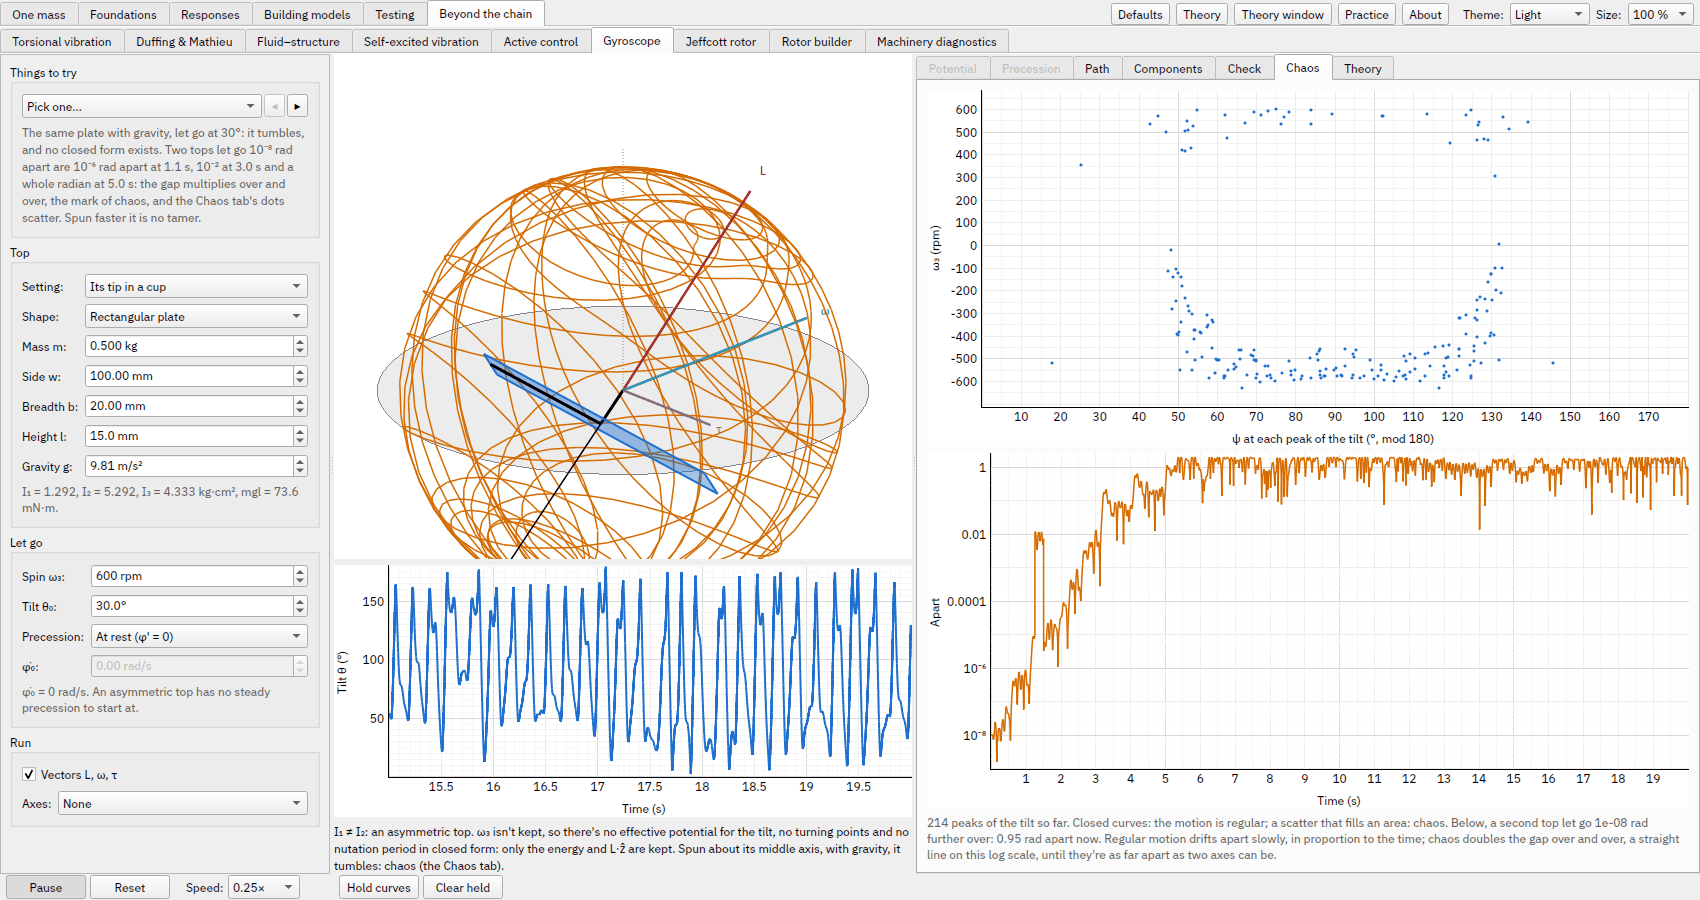 One mass
Foundations
Responses
Building models
Testing
Beyond the chain
Defaults
Theory
Theory window
Practice
About
Theme:
Light
Size:
100 %
Torsional vibration
Duffing & Mathieu
Fluid–structure
Self-excited vibration
Active control
Gyroscope
Jeffcott rotor
Rotor builder
Machinery diagnostics
Things to try
Pick one...
The same plate with gravity, let go at 30°: it tumbles,
and no closed form exists. Two tops let go 10⁻⁸ rad
apart are 10⁻⁶ rad apart at 1.1 s, 10⁻² at 3.0 s and a
whole radian at 5.0 s: the gap multiplies over and
over, the mark of chaos, and the Chaos tab's dots
scatter. Spun faster it is no tamer.
Top
Setting:
Its tip in a cup
Shape:
Rectangular plate
Mass m:
0.500 kg
Side w:
100.00 mm
Breadth b:
20.00 mm
Height l:
15.0 mm
Gravity g:
9.81 m/s²
I₁ = 1.292, I₂ = 5.292, I₃ = 4.333 kg·cm², mgl = 73.6
mN·m.
Let go
Spin ω₃:
600 rpm
Tilt θ₀:
30.0°
Precession:
At rest (φ' = 0)
φ̇₀:
0.00 rad/s
φ̇₀ = 0 rad/s. An asymmetric top has no steady
precession to start at.
Run
Vectors L, ω, τ
Axes:
None
Pause
Reset
Speed:
0.25×
L
ω
τ
Tilt θ (°)
150
100
50
15.5
16
16.5
17
17.5
18
18.5
19
19.5
Time (s)
I₁ ≠ I₂: an asymmetric top. ω₃ isn't kept, so there's no effective potential for the tilt, no turning points and no
nutation period in closed form: only the energy and L·ẑ are kept. Spun about its middle axis, with gravity, it
tumbles: chaos (the Chaos tab).
Hold curves
Clear held
Potential
Precession
Path
Components
Check
Chaos
Theory
ω₃ (rpm)
600
500
400
300
200
100
0
-100
-200
-300
-400
-500
-600
10
20
30
40
50
60
70
80
90
100
110
120
130
140
150
160
170
ψ at each peak of the tilt (°, mod 180)
Apart
1
0.01
0.0001
10⁻⁶
10⁻⁸
1
2
3
4
5
6
7
8
9
10
11
12
13
14
15
16
17
18
19
Time (s)
214 peaks of the tilt so far. Closed curves: the motion is regular; a scatter that fills an area: chaos. Below, a second top let go 1e-08 rad
further over: 0.95 rad apart now. Regular motion drifts apart slowly, in proportion to the time; chaos doubles the gap over and over, a straight
line on this log scale, until they're as far apart as two axes can be.